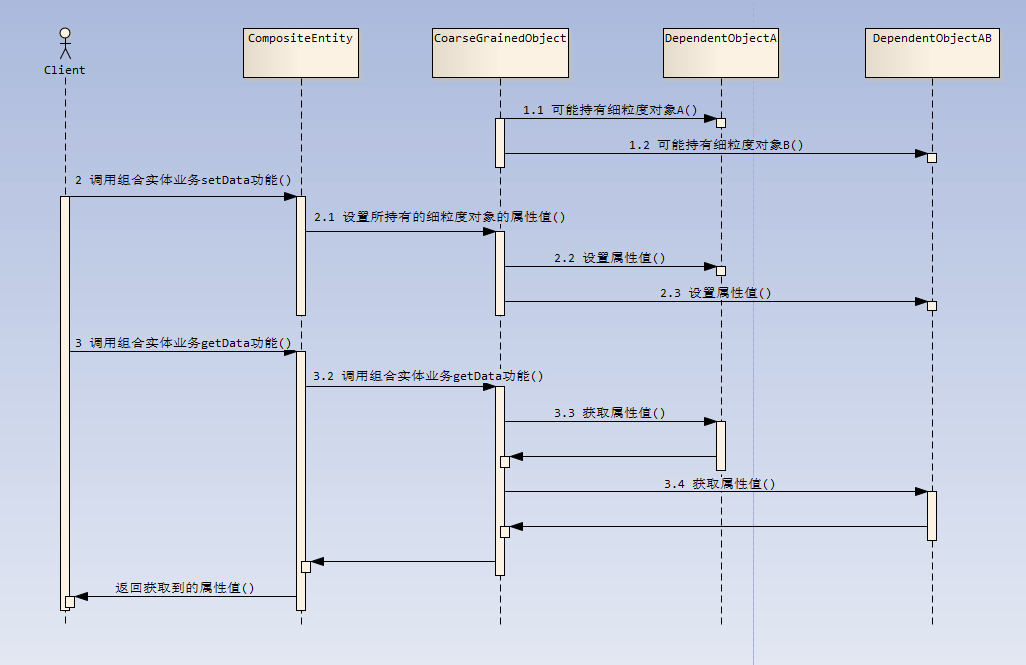 Client
CompositeEntity
CoarseGrainedObject
DependentObjectA
DependentObjectAB
1.1 可能持有细粒度对象A()
1.2 可能持有细粒度对象B()
2 调用组合实体业务setData功能()
2.1 设置所持有的细粒度对象的属性值()
2.2 设置属性值()
2.3 设置属性值()
3 调用组合实体业务getData功能()
3.2 调用组合实体业务getData功能()
3.3 获取属性值()
3.4 获取属性值()
返回获取到的属性值()